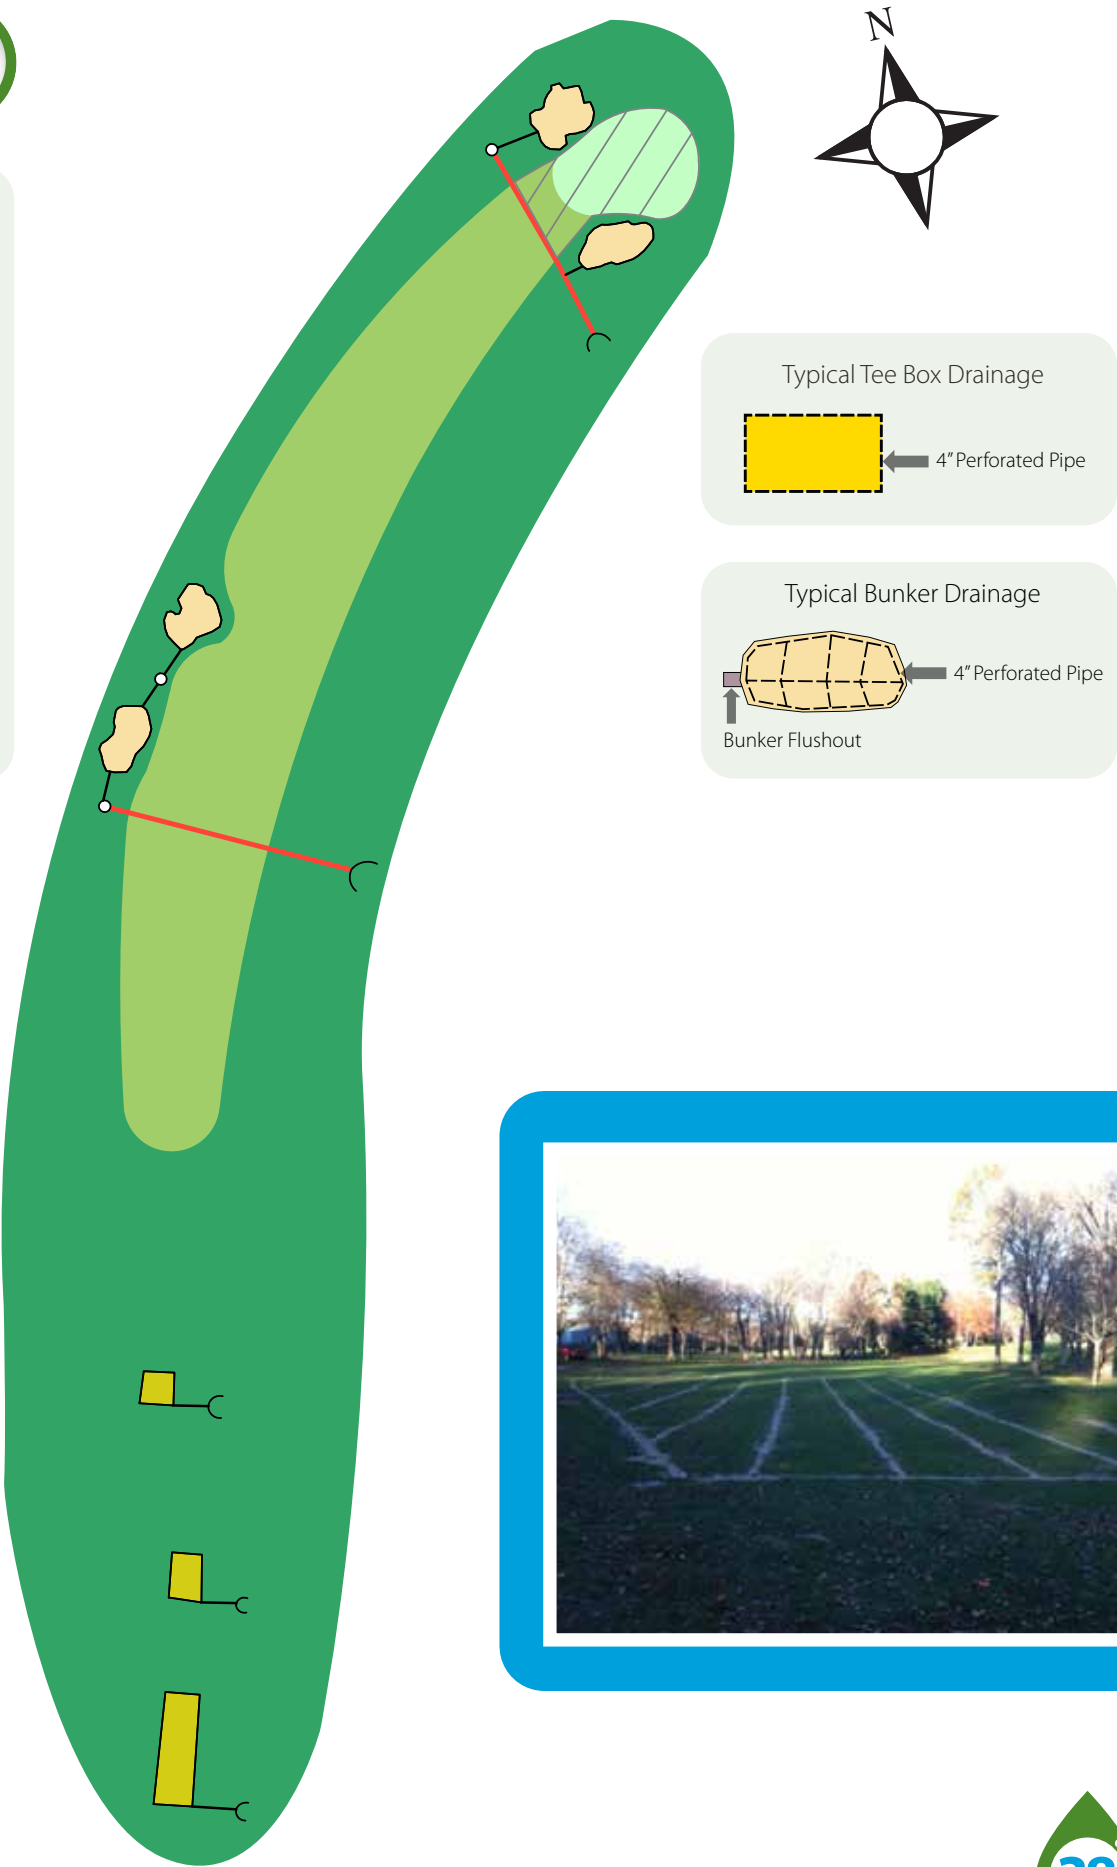 N
Typical Tee Box Drainage
4" Perforated Pipe
Typical Bunker Drainage
4" Perforated Pipe
Bunker Flushout